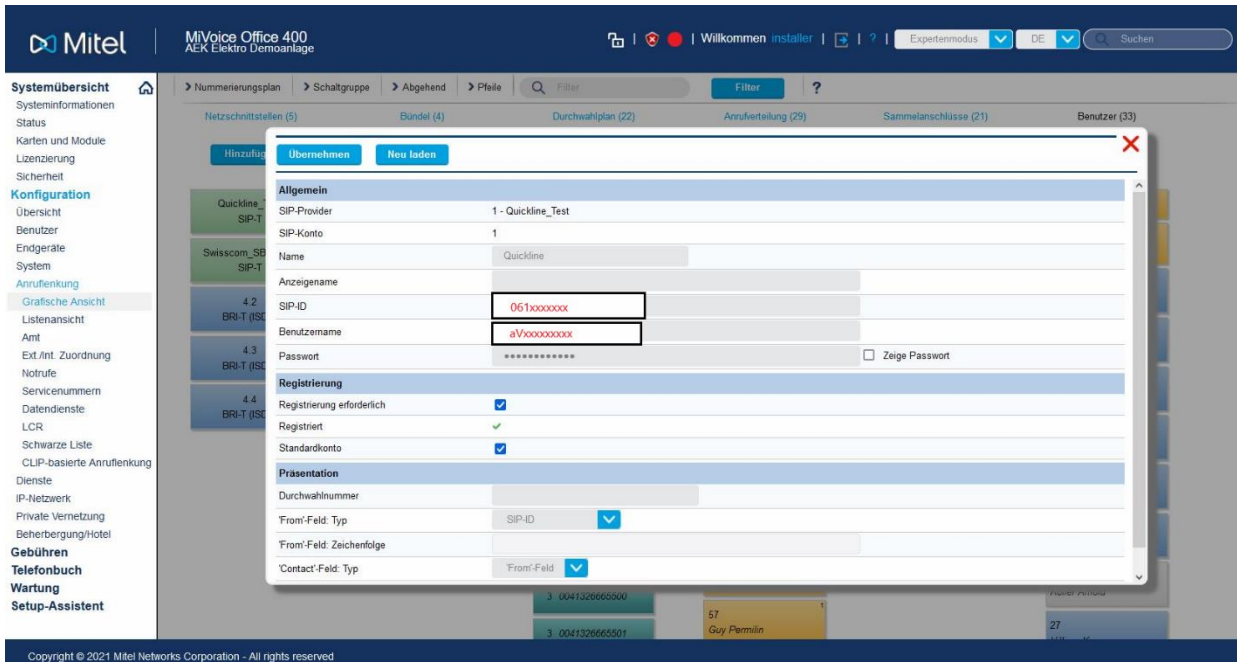 Mitel
MiVoice Office 400
AEK Elektro Demoanlage
Willkommen installer
?
Expertenmodus
DE
Suchen
Systemübersicht
Systeminformationen
Status
Karten und Module
Lizenzierung
Sicherheit
Konfiguration
Übersicht
Benutzer
Endgeräte
System
Anruflenkung
Grafische Ansicht
Listenansicht
Amt
Ext./Int. Zuordnung
Notrufe
Servicenummern
Datendienste
LCR
Schwarze Liste
CLIP-basierte Anruflenkung
Dienste
IP-Netzwerk
Private Vernetzung
Beherbergung/Hotel
Gebühren
Telefonbuch
Wartung
Setup-Assistent
Nummerierungsplan
Schaltgruppe
Abgehend
Pfeile
Filter
Filter
?
Netzschnittstellen (5)
Bündel (4)
Durchwahlplan (22)
Anrufverteilung (29)
Sammelanschlüsse (21)
Benutzer (33)
Übernehmen
Neu laden
Quickline_
SIP-T
Swisscom_SB
SIP-T
4.2
BRI-T (ISD
4.3
BRI-T (ISD
4.4
BRI-T (ISD
Allgemein
SIP-Provider 1 - Quickline_Test
SIP-Konto 1
Name Quickline
Anzeigename
SIP-ID 061xxxxxxx
Benutzername aVxxxxxxxxx
Passwort •••••••••••• Zeige Passwort
Registrierung
Registrierung erforderlich
Registriert
Standardkonto
Präsentation
Durchwahlnummer
'From'-Feld: Typ SIP-ID
'From'-Feld: Zeichenfolge
'Contact'-Feld: Typ 'From'-Feld
3 0041326665500
3 0041326665501
57 1
Guy Permilin
27
Copyright © 2021 Mitel Networks Corporation - All rights reserved